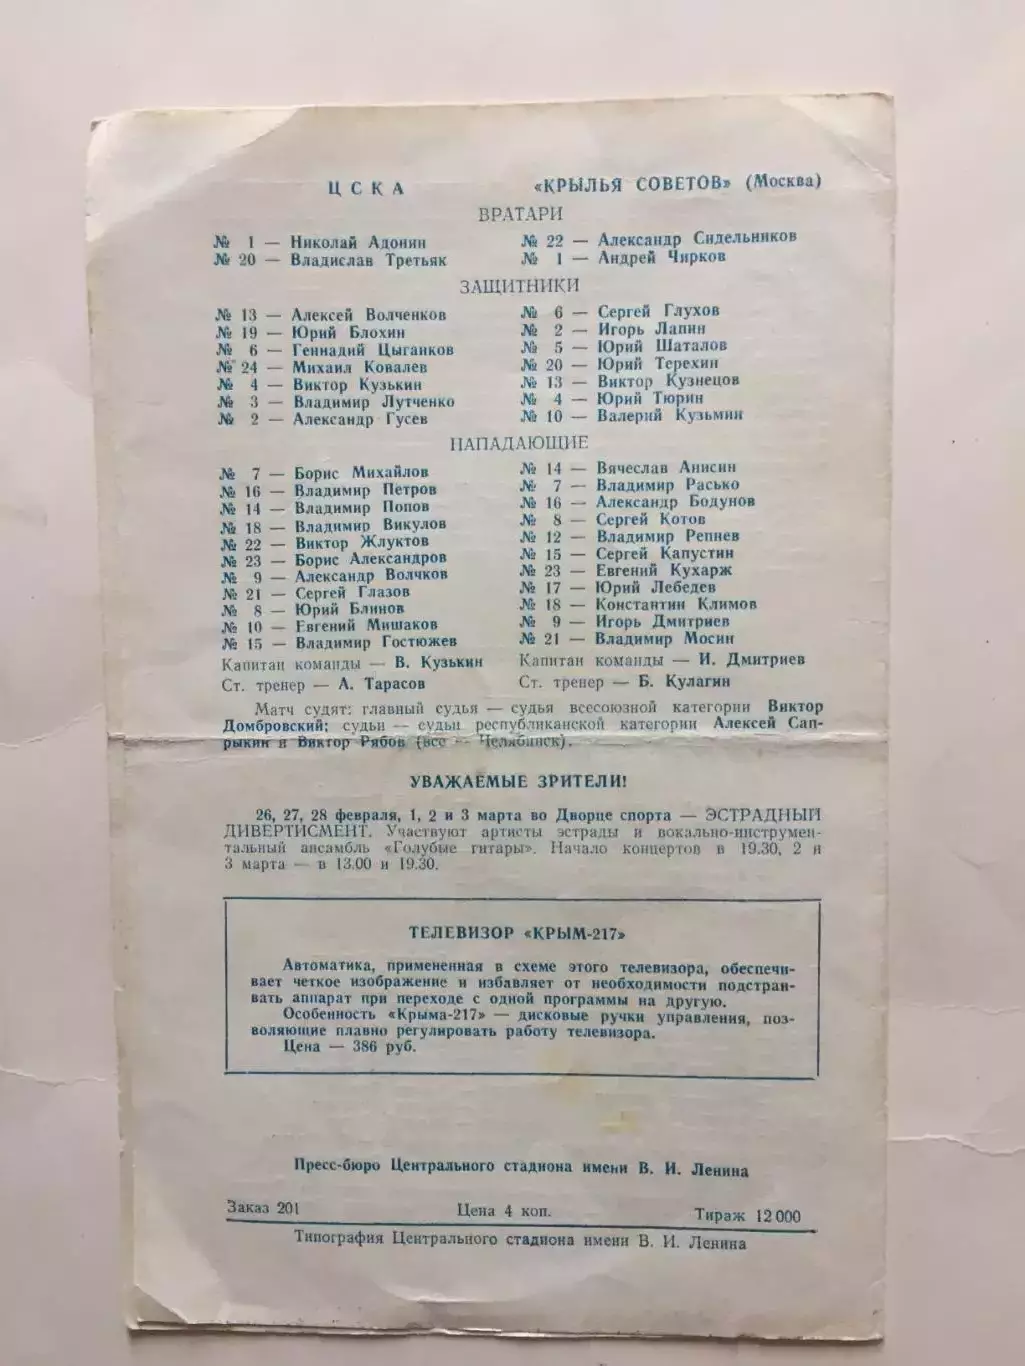 ЦСКА «КРЫЛЬЯ СОВЕТОВ» (Москва)
ВРАТАРИ
№ 1 — Николай Адонин № 22 — Александр Сидельников
№ 20 — Владислав Третьяк № 1 — Андрей Чирков
ЗАЩИТНИКИ
№ 13 — Алексей Волченков № 6 — Сергей Глухов
№ 19 — Юрий Блохин № 2 — Игорь Лапин
№ 6 — Геннадий Цыганков № 5 — Юрий Шаталов
№ 24 — Михаил Ковалев № 20 — Юрий Терехин
№ 4 — Виктор Кузькин № 13 — Виктор Кузнецов
№ 3 — Владимир Лутченко № 4 — Юрий Тюрин
№ 2 — Александр Гусев № 10 — Валерий Кузьмин
НАПАДАЮЩИЕ
№ 7 — Борис Михайлов № 14 — Вячеслав Анисин
№ 16 — Владимир Петров № 7 — Владимир Расько
№ 14 — Владимир Попов № 16 — Александр Бодунов
№ 18 — Владимир Викулов № 8 — Сергей Котов
№ 22 — Виктор Жлуктов № 12 — Владимир Репнев
№ 23 — Борис Александров № 15 — Сергей Капустин
№ 9 — Александр Волчков № 23 — Евгений Кухарж
№ 21 — Сергей Глазов № 17 — Юрий Лебедев
№ 8 — Юрий Блинов № 18 — Константин Климов
№ 10 — Евгений Мишаков № 9 — Игорь Дмитриев
№ 15 — Владимир Гостюжев № 21 — Владимир Мосин
Капитан команды — В. Кузькин Капитан команды — И. Дмитриев
Ст. тренер — А. Тарасов Ст. тренер — Б. Кулагин
Матч судят: главный судья — судья всесоюзной категории Виктор
Домбровский; судьи — судьи республиканской категории Алексей Сап-
рыкин и Виктор Рябов (все — Челябинск).
УВАЖАЕМЫЕ ЗРИТЕЛИ!
26, 27, 28 февраля, 1, 2 и 3 марта во Дворце спорта — ЭСТРАДНЫЙ
ДИВЕРТИСМЕНТ. Участвуют артисты эстрады и вокально-инструмен-
тальный ансамбль «Голубые гитары». Начало концертов в 19.30, 2 и
3 марта — в 13.00 и 19.30.
ТЕЛЕВИЗОР «КРЫМ-217»
Автоматика, примененная в схеме этого телевизора, обеспечи-
вает четкое изображение и избавляет от необходимости подстраи-
вать аппарат при переходе с одной программы на другую.
Особенность «Крыма-217» — дисковые ручки управления, поз-
воляющие плавно регулировать работу телевизора.
Цена — 386 руб.
Пресс-бюро Центрального стадиона имени В. И. Ленина
Заказ 201 Цена 4 коп. Тираж 12 000
Типография Центрального стадиона имени В. И. Ленина